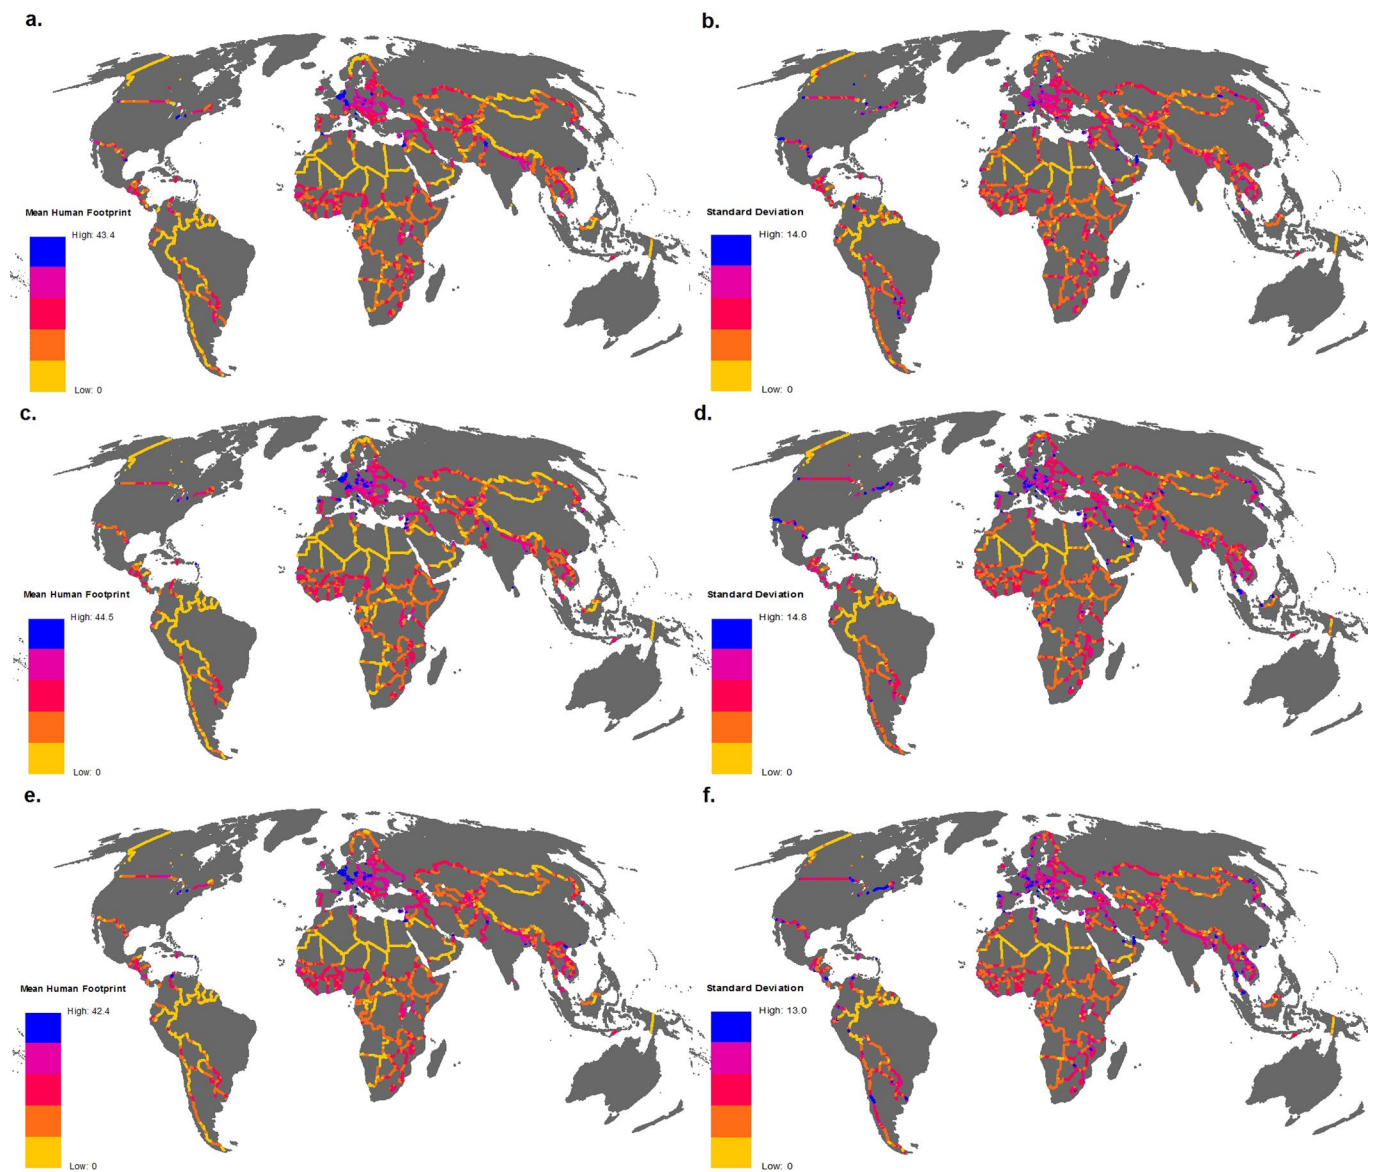 a.
b.
Mean Human Footprint
High: 43.4
Low: 0
Standard Deviation
High: 14.0
Low: 0
c.
d.
Mean Human Footprint
High: 44.5
Low: 0
Standard Deviation
High: 14.8
Low: 0
e.
f.
Mean Human Footprint
High: 42.4
Low: 0
Standard Deviation
High: 13.0
Low: 0